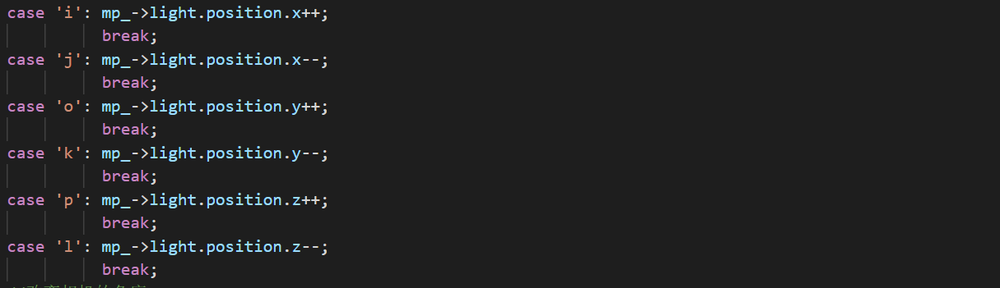 case 'i': mp_->light.position.x++;
break;
case 'j': mp_->light.position.x--;
break;
case 'o': mp_->light.position.y++;
break;
case 'k': mp_->light.position.y--;
break;
case 'p': mp_->light.position.z++;
break;
case 'l': mp_->light.position.z--;
break;